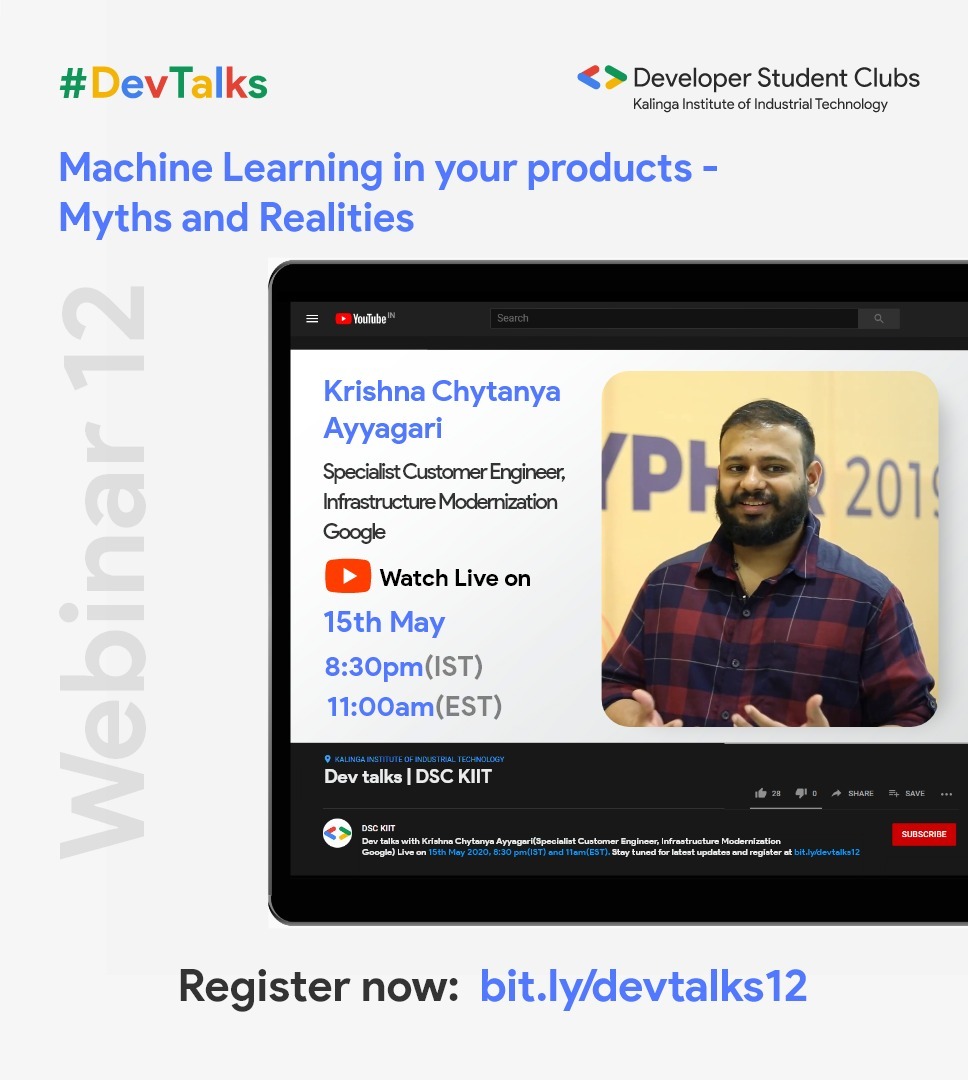 #DevTalks
Developer Student Clubs
Kalinga Institute of Industrial Technology
Machine Learning in your products -
Myths and Realities
Webinar 12
YouTube IN
Search
Krishna Chytanya
Ayyagari
Specialist Customer Engineer,
Infrastructure Modernization
Google
YPH R 2019
Watch Live on
15th May
8:30pm(IST)
11:00am(EST)
KALINGA INSTITUTE OF INDUSTRIAL TECHNOLOGY
Dev talks | DSC KIIT
28 0 SHARE SAVE
DSC KIIT
Dev talks with Krishna Chytanya Ayyagari(Specialist Customer Engineer, Infrastructure Modernization
Google) Live on 15th May 2020, 8:30 pm(IST) and 11am(EST). Stay tuned for latest updates and register at bit.ly/devtalks12
SUBSCRIBE
Register now: bit.ly/devtalks12